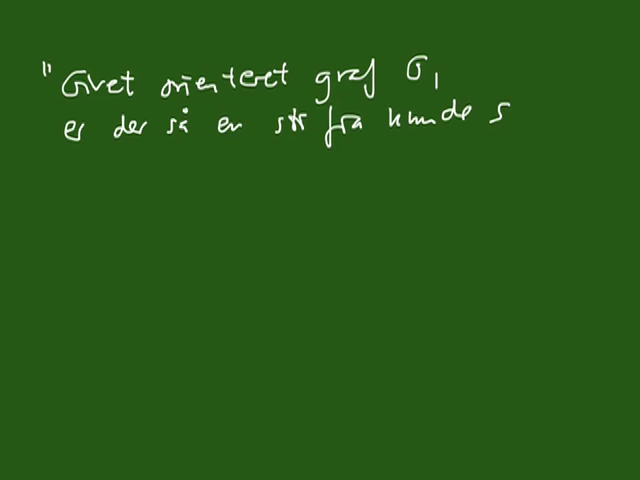 "Givet orienteret graf G,
er der så en sti fra knude s